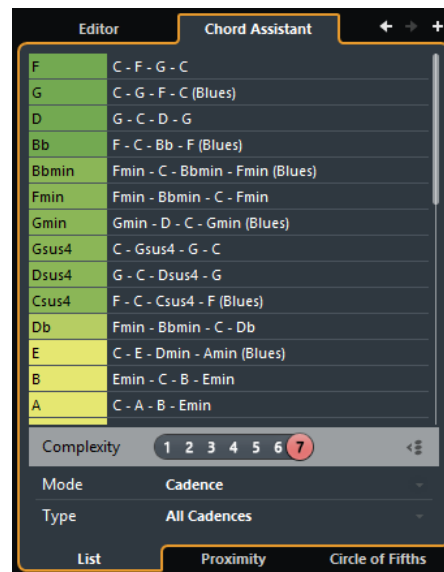 Editor Chord Assistant
F C - F - G - C
G C - G - F - C (Blues)
D G - C - D - G
Bb F - C - Bb - F (Blues)
Bbmin Fmin - C - Bbmin - Fmin (Blues)
Fmin Fmin - Bbmin - C - Fmin
Gmin Gmin - D - C - Gmin (Blues)
Gsus4 C - Gsus4 - G - C
Dsus4 G - C - Dsus4 - G
Csus4 F - C - Csus4 - F (Blues)
Db Fmin - Bbmin - C - Db
E C - E - Dmin - Amin (Blues)
B Emin - C - B - Emin
A C - A - B - Emin
Complexity 1 2 3 4 5 6 7
Mode Cadence
Type All Cadences
List Proximity Circle of Fifths